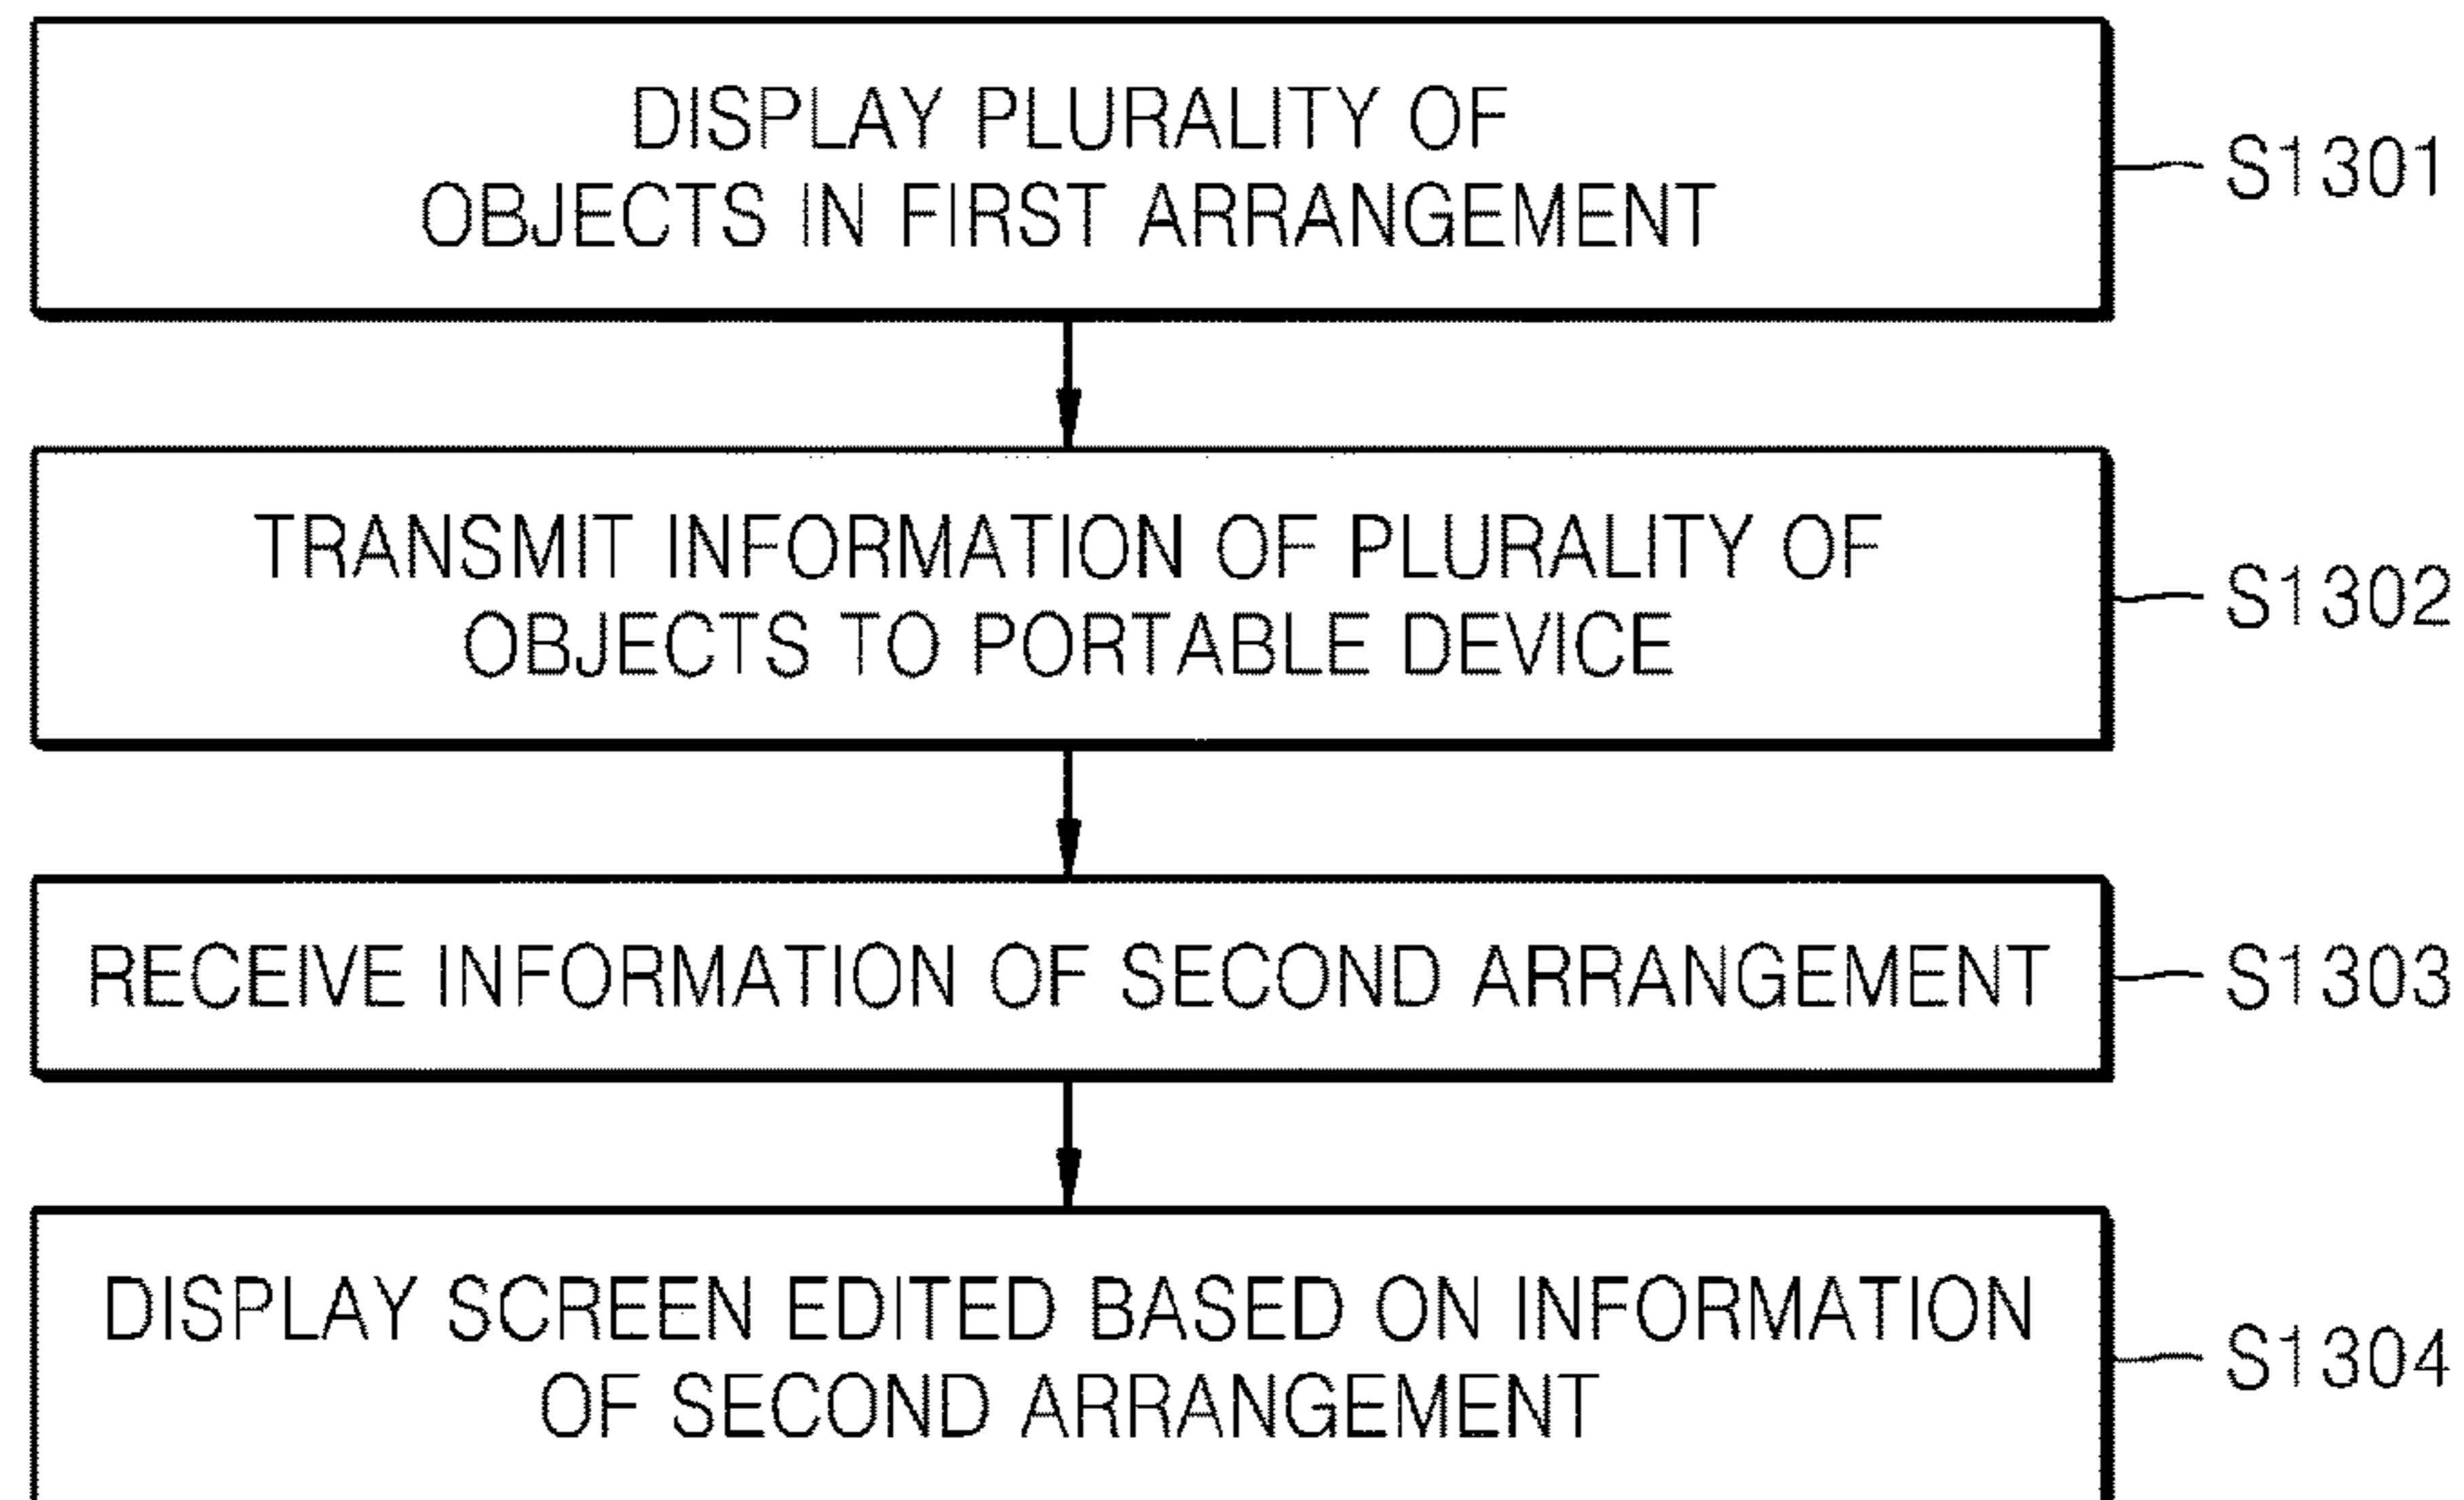 DISPLAY PLURALITY OF
OBJECTS IN FIRST ARRANGEMENT
S1301
TRANSMIT INFORMATION OF PLURALITY OF
OBJECTS TO PORTABLE DEVICE
S1302
RECEIVE INFORMATION OF SECOND ARRANGEMENT
S1303
DISPLAY SCREEN EDITED BASED ON INFORMATION
OF SECOND ARRANGEMENT
S1304